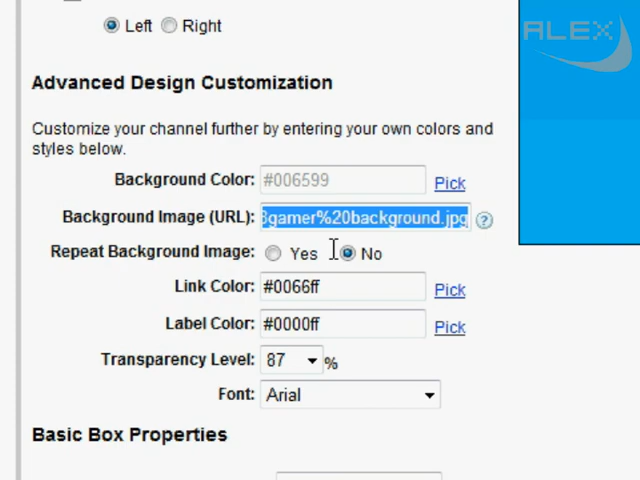 ALEX
Left Right
Advanced Design Customization
Customize your channel further by entering your own colors and
styles below.
Background Color: #006599 Pick
Background Image (URL): gamer%20background.jpg ?
Repeat Background Image: Yes No
Link Color: #0066ff Pick
Label Color: #0000ff Pick
Transparency Level: 87 %
Font: Arial
Basic Box Properties